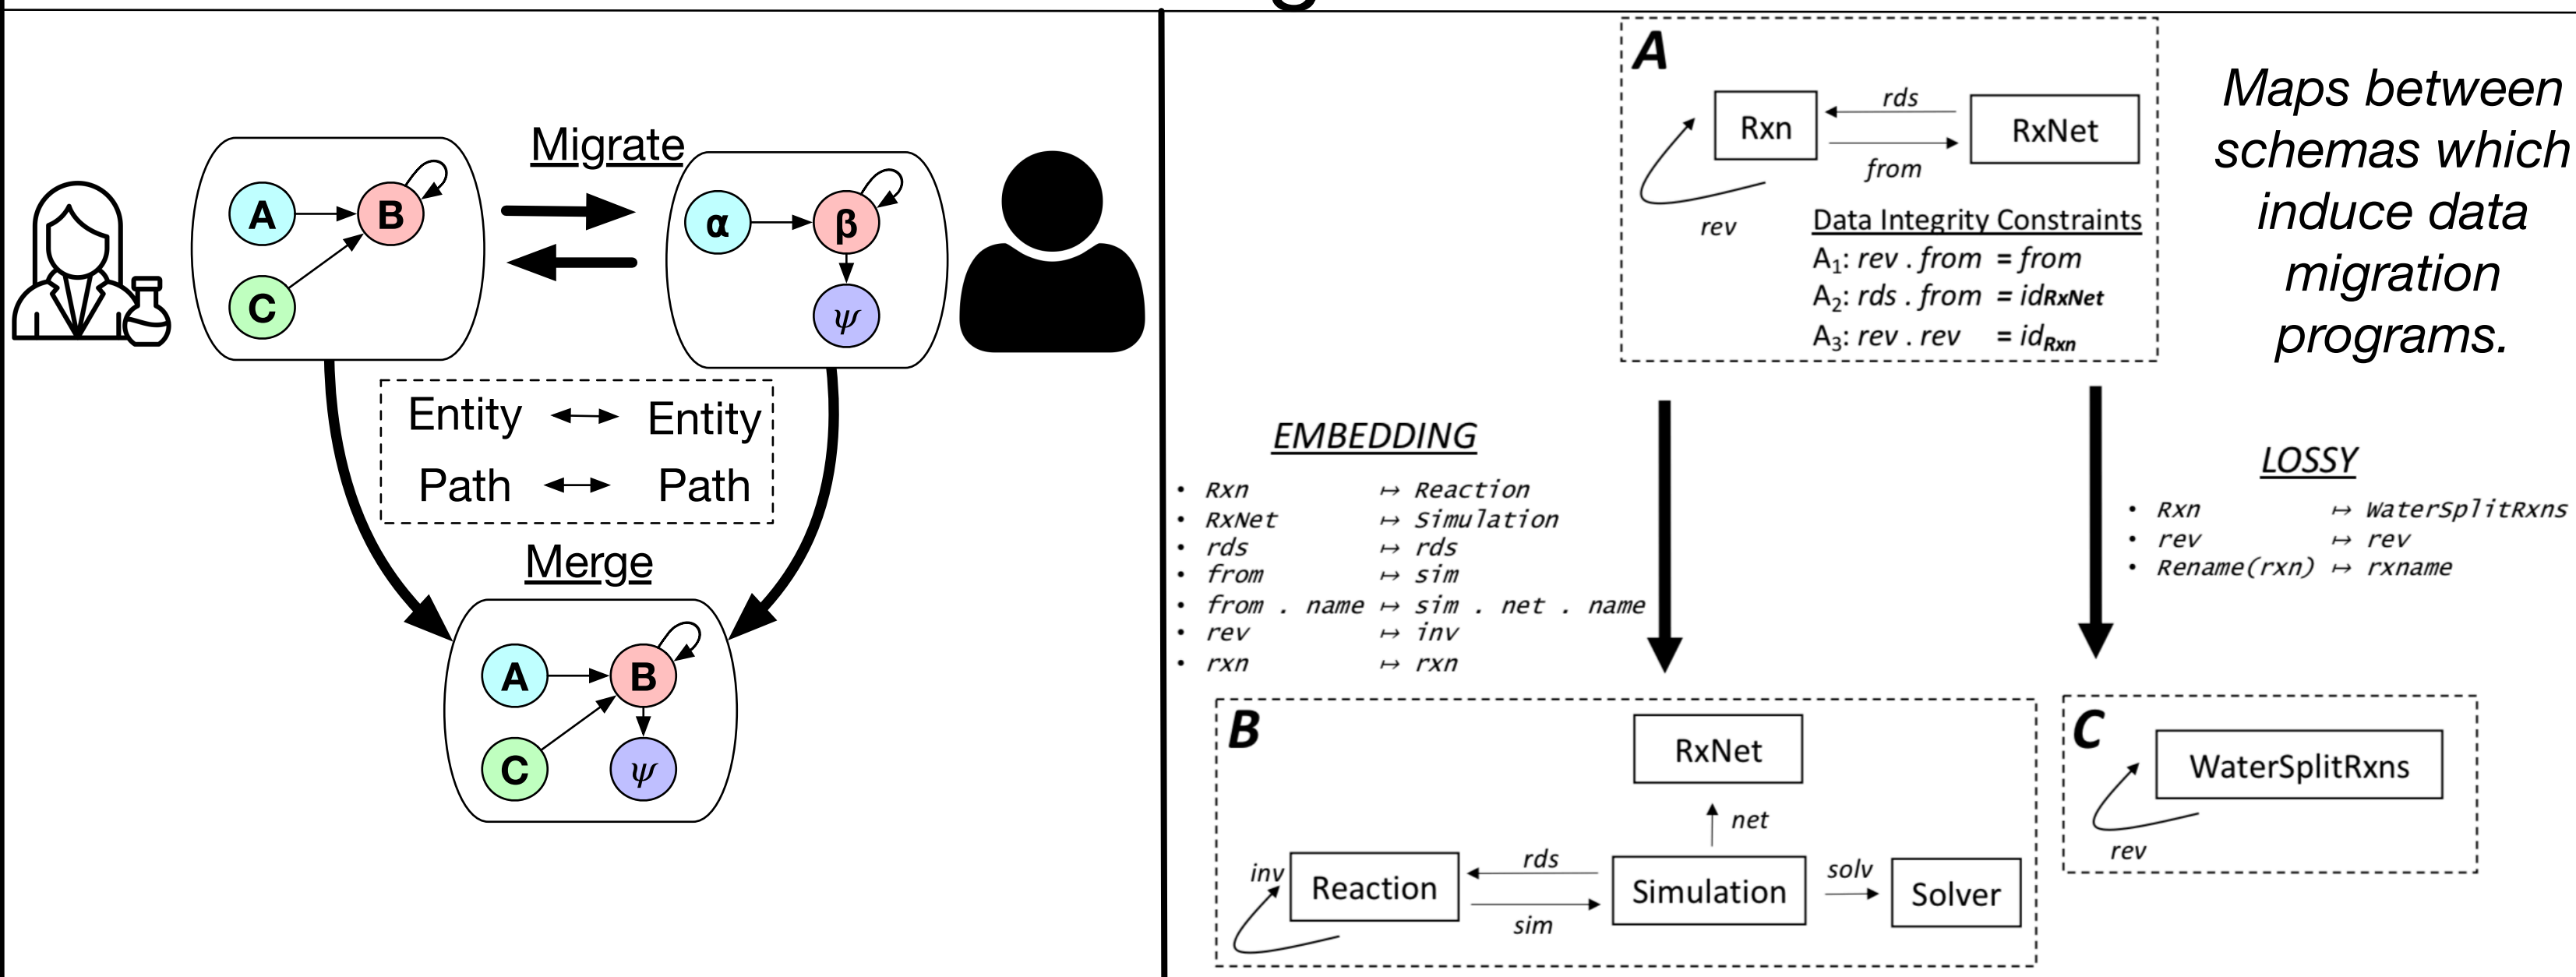 Migrate
A
B
C
α
β
ψ
Entity ↔ Entity
Path ↔ Path
Merge
A
B
C
ψ
A
Rxn
rds
from
RxNet
rev
Data Integrity Constraints
A1: rev . from = from
A2: rds . from = idRxNet
A3: rev . rev = idRxn
Maps between
schemas which
induce data
migration
programs.
EMBEDDING
• Rxn ↦ Reaction
• RxNet ↦ Simulation
• rds ↦ rds
• from ↦ sim
• from . name ↦ sim . net . name
• rev ↦ inv
• rxn ↦ rxn
LOSSY
• Rxn ↦ WaterSplitRxns
• rev ↦ rev
• Rename(rxn) ↦ rxname
B
RxNet
net
inv
Reaction
rds
sim
Simulation
solv
Solver
C
WaterSplitRxns
rev